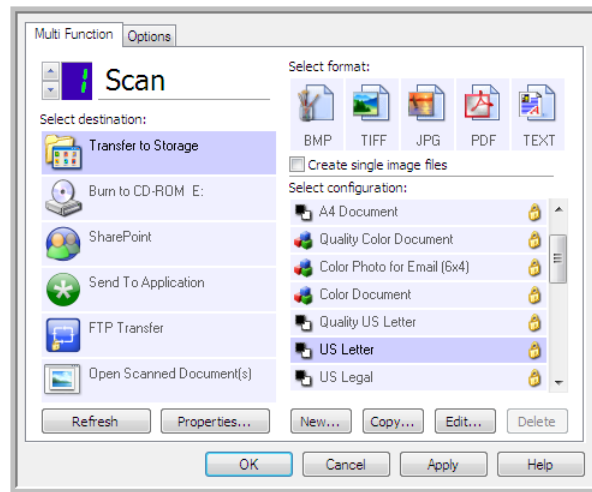 Multi Function
Options
1
Scan
Select destination:
Transfer to Storage
Burn to CD-ROM E:
SharePoint
Send To Application
FTP Transfer
Open Scanned Document(s)
Refresh
Properties...
Select format:
BMP
TIFF
JPG
PDF
TEXT
Create single image files
Select configuration:
A4 Document
Quality Color Document
Color Photo for Email (6x4)
Color Document
Quality US Letter
US Letter
US Legal
New...
Copy...
Edit...
Delete
OK
Cancel
Apply
Help